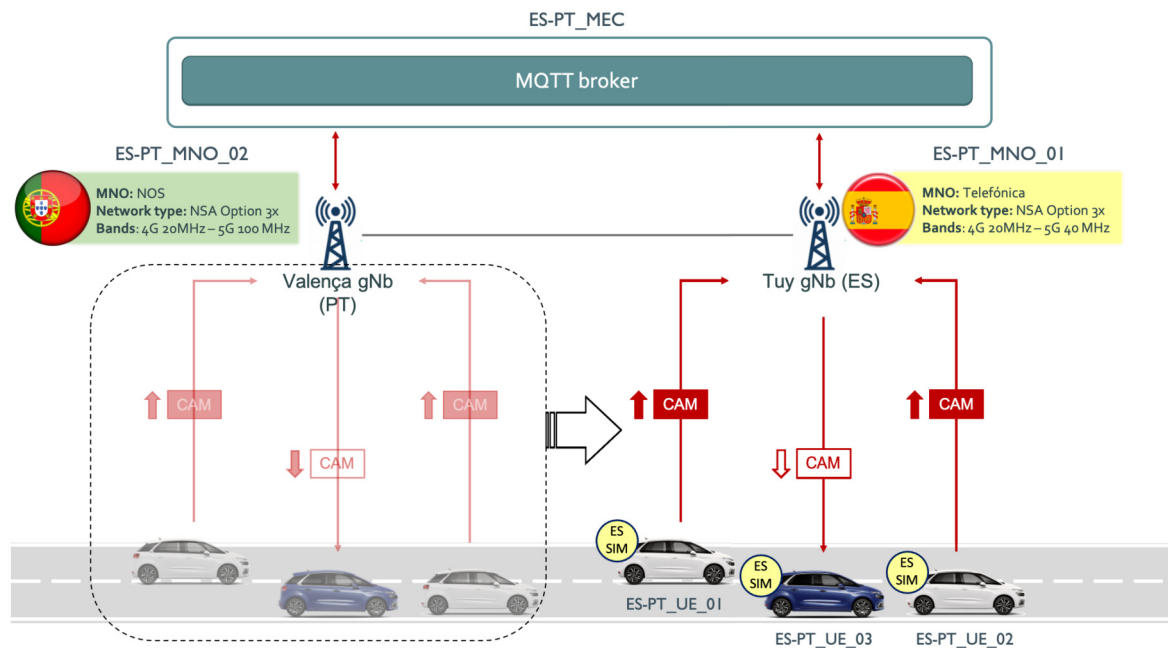 ES-PT_MEC
MQTT broker
ES-PT_MNO_02
MNO: NOS
Network type: NSA Option 3x
Bands: 4G 20MHz – 5G 100 MHz
ES-PT_MNO_01
MNO: Telefónica
Network type: NSA Option 3x
Bands: 4G 20MHz – 5G 40 MHz
Valença gNb
(PT)
Tuy gNb (ES)
CAM
CAM
CAM
CAM
CAM
CAM
ES
SIM
ES
SIM
ES
SIM
ES-PT_UE_01
ES-PT_UE_03
ES-PT_UE_02